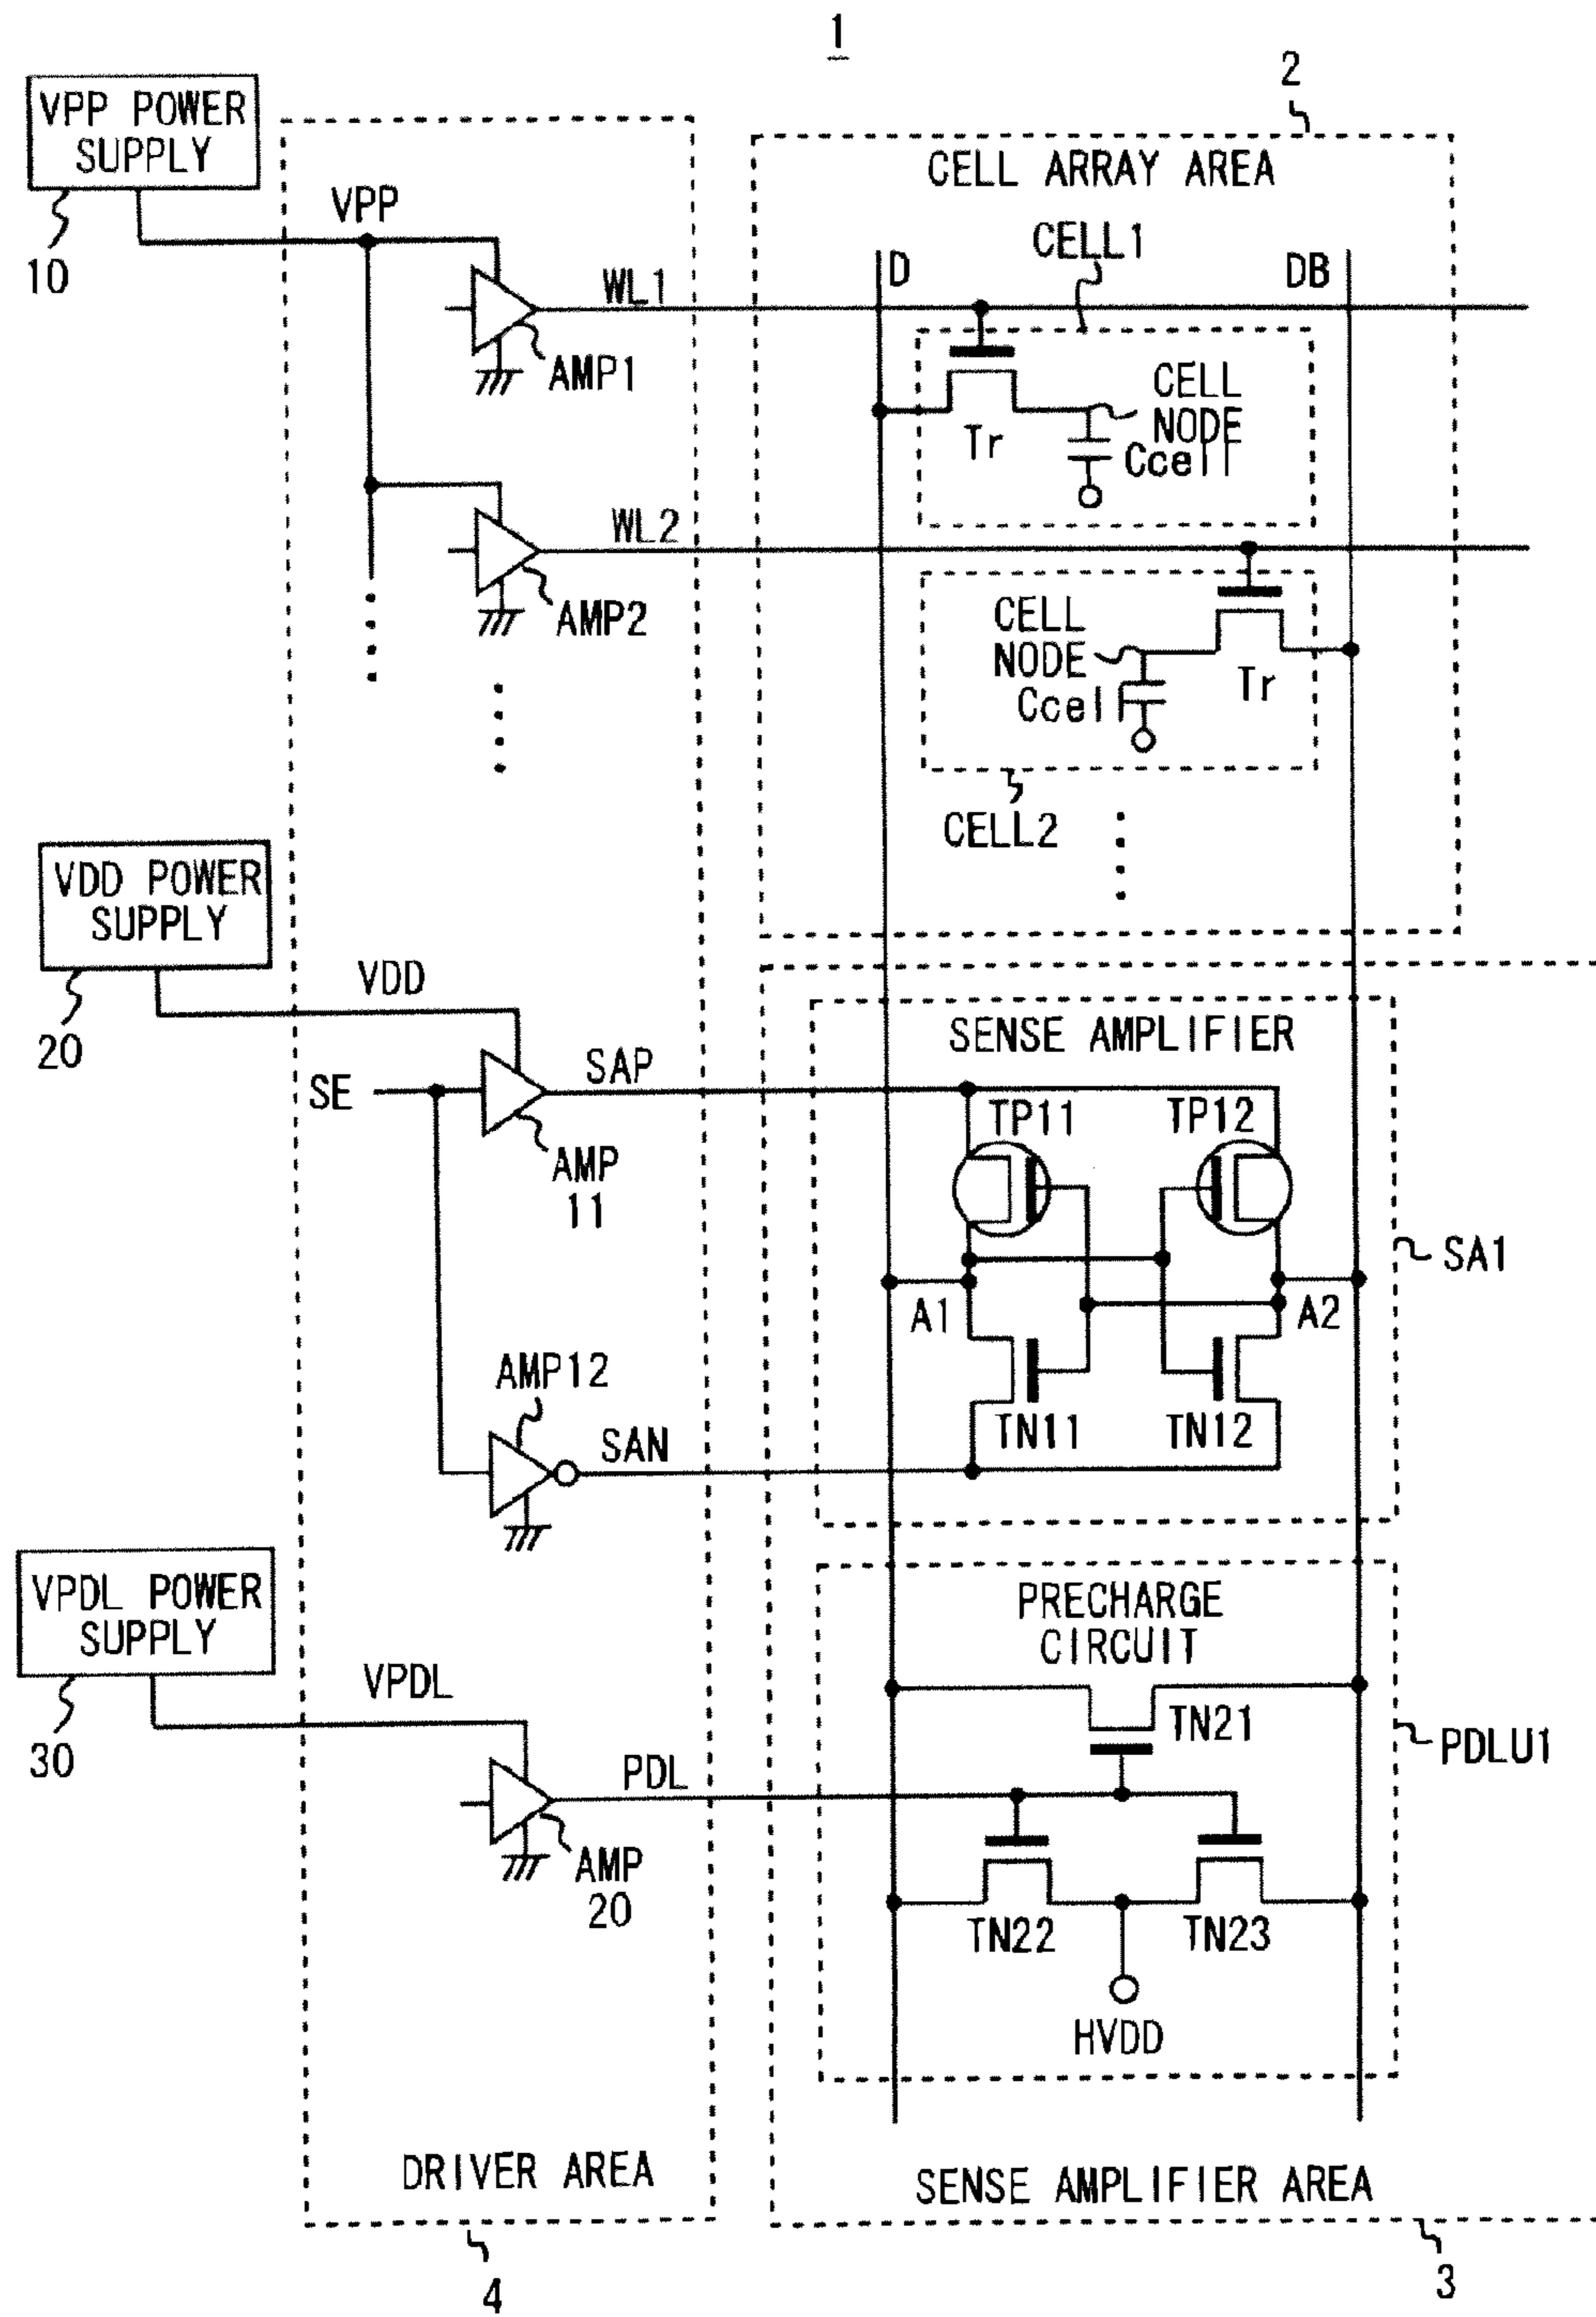 1
2
VPP POWER
SUPPLY
10
VPP
WL1
AMP1
CELL ARRAY AREA
CELL1
D
DB
CELL
NODE
Tr
Ccell
WL2
AMP2
CELL
NODE
Ccell
Tr
CELL2
VDD POWER
SUPPLY
20
VDD
SE
SAP
AMP
11
SENSE AMPLIFIER
TP11
TP12
SA1
A1
A2
AMP12
SAN
TN11
TN12
VPDL POWER
SUPPLY
30
VPDL
PDL
AMP
20
PRECHARGE
CIRCUIT
TN21
PDLU1
TN22
TN23
HVDD
DRIVER AREA
SENSE AMPLIFIER AREA
4
3